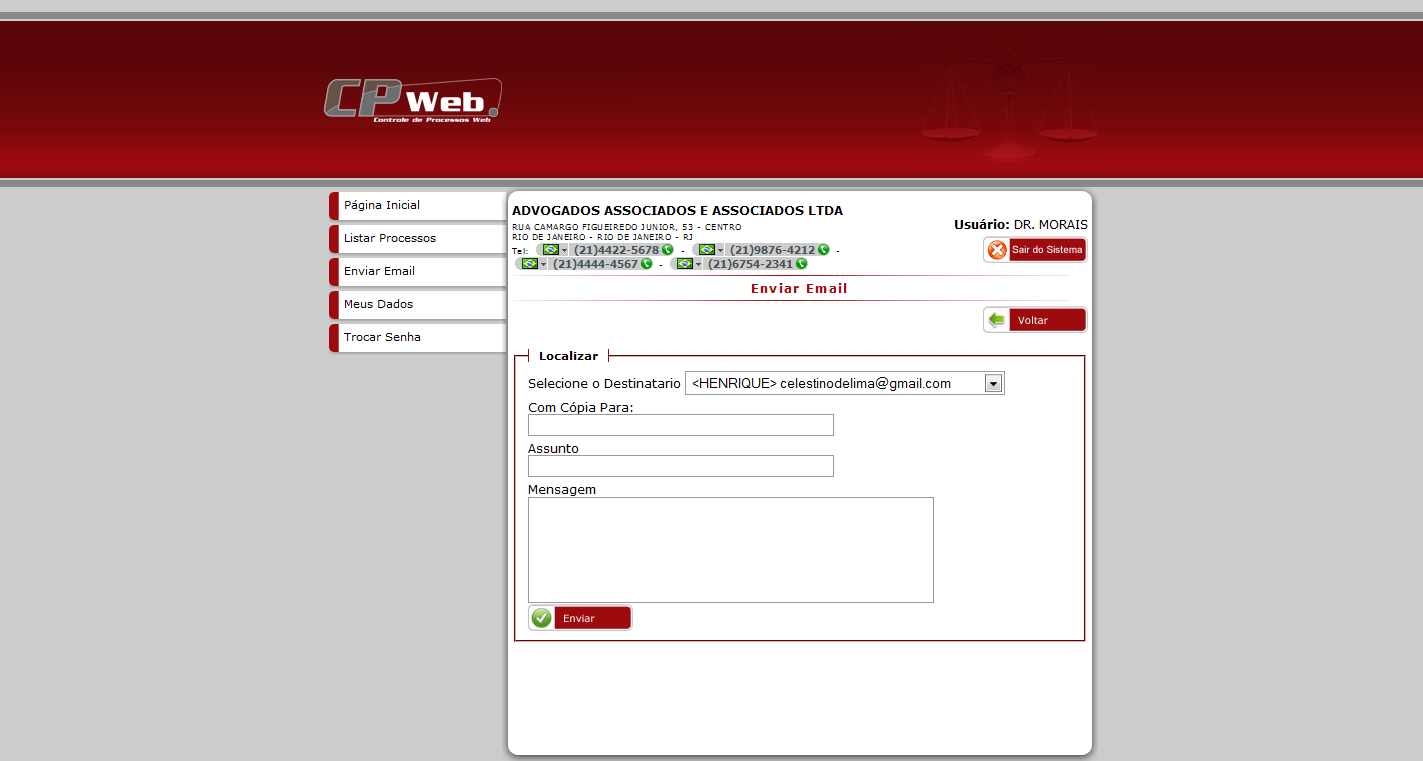 CP Web.
Controle de Processos Web
Página Inicial
Listar Processos
Enviar Email
Meus Dados
Trocar Senha
ADVOGADOS ASSOCIADOS E ASSOCIADOS LTDA
RUA CAMARGO FIGUEIREDO JUNIOR, 53 - CENTRO
RIO DE JANEIRO - RIO DE JANEIRO - RJ
Tel: (21)4422-5678 - (21)9876-4212 -
(21)4444-4567 - (21)6754-2341
Usuário: DR. MORAIS
Sair do Sistema
Enviar Email
Voltar
Localizar
Selecione o Destinatario <HENRIQUE> celestinodelima@gmail.com
Com Cópia Para:
Assunto
Mensagem
Enviar